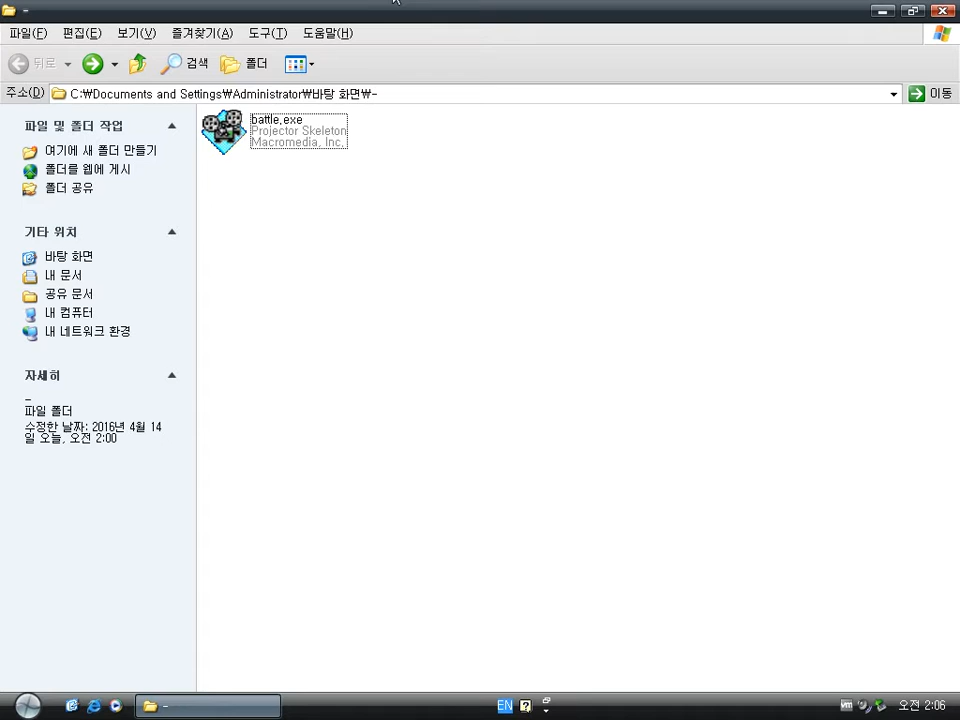 -
파일(F) 편집(E) 보기(V) 즐겨찾기(A) 도구(T) 도움말(H)
뒤로 검색 폴더
주소(D) C:₩Documents and Settings₩Administrator₩바탕 화면₩- 이동
파일 및 폴더 작업
여기에 새 폴더 만들기
폴더를 웹에 게시
폴더 공유
기타 위치
바탕 화면
내 문서
공유 문서
내 컴퓨터
내 네트워크 환경
자세히
-
파일 폴더
수정한 날짜: 2016년 4월 14
일 오늘, 오전 2:00
battle.exe
Projector Skeleton
Macromedia, Inc.
- EN vm 오전 2:06